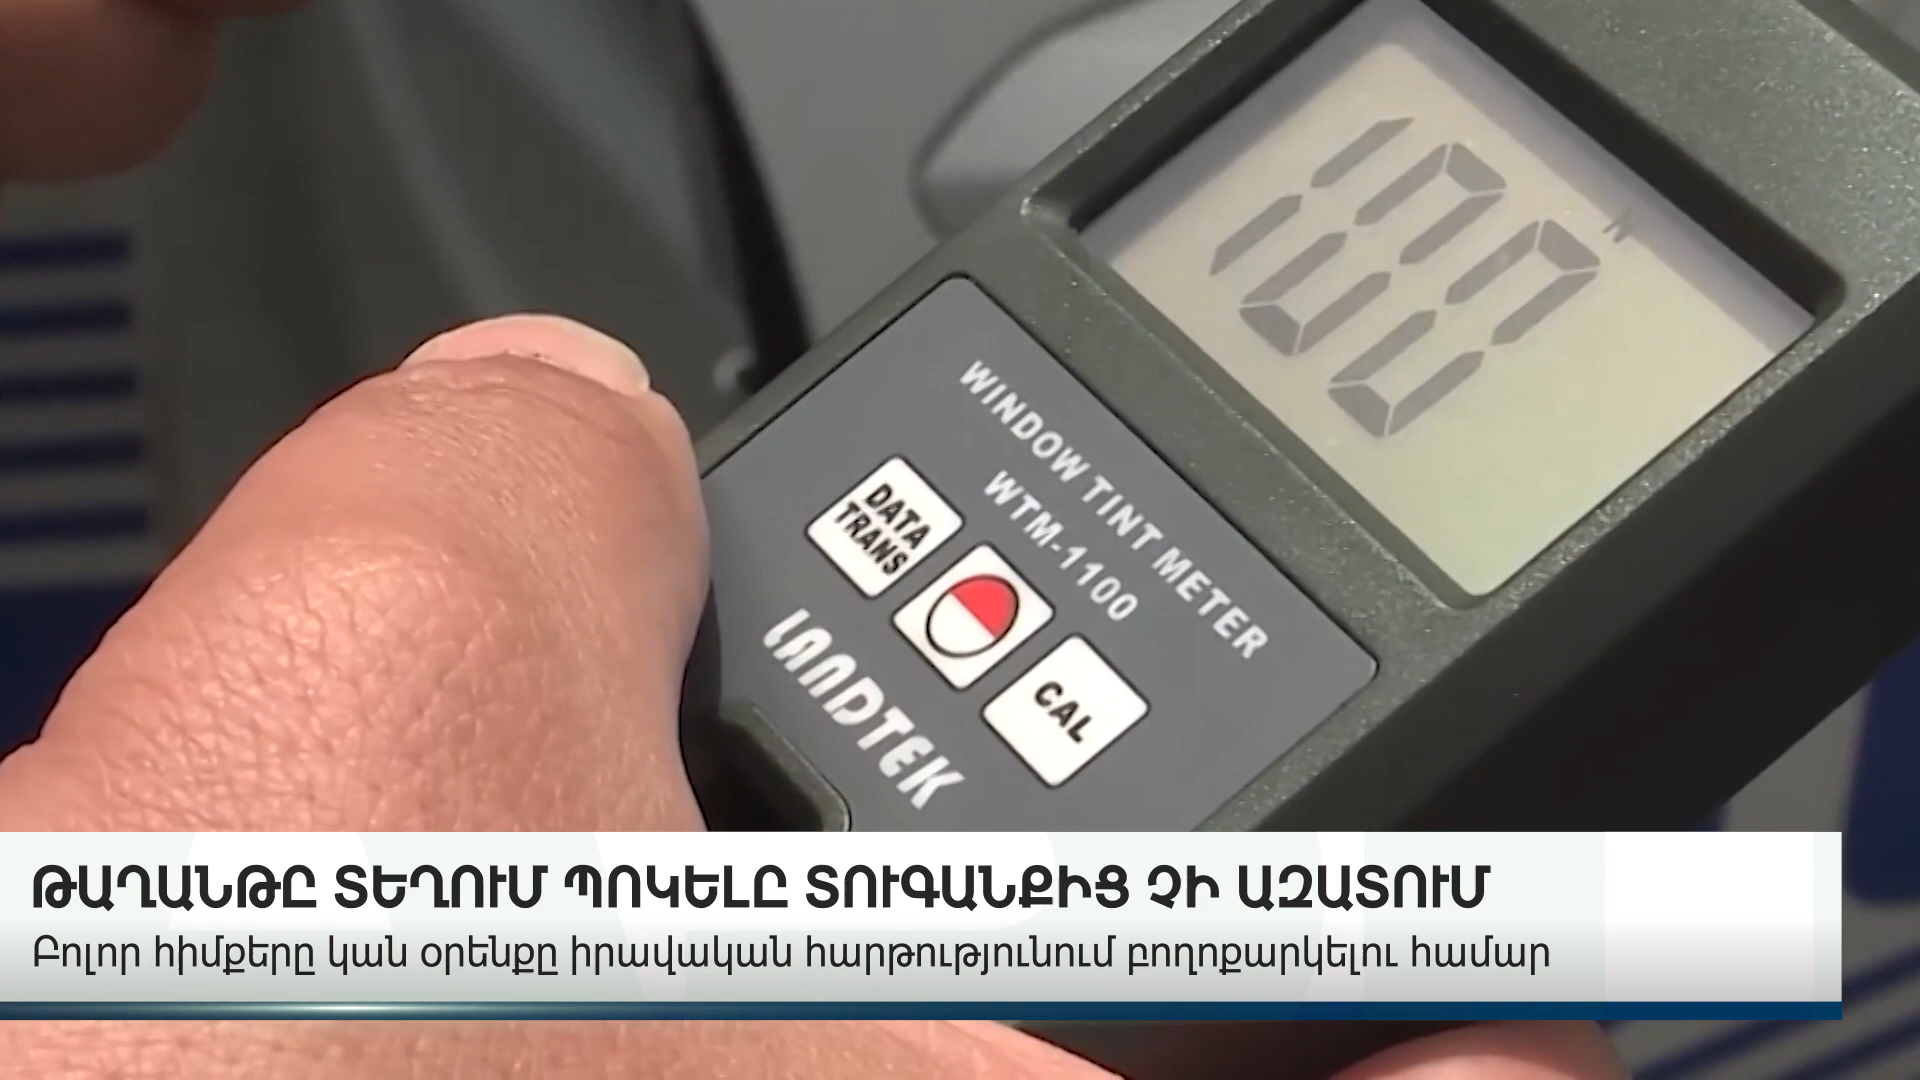 100
WINDOW TINT METER
WTM-1100
DATA
TRANS
CAL
LANDTEK
ԹԱՂԱՆԹԸ ՏԵՂՈՒՄ ՊՈԿԵԼԸ ՏՈՒԳԱՆՔԻՑ ՉԻ ԱԶԱՏՈՒՄ
Բոլոր հիմքերը կան օրենքը իրավական հարթությունում բողոքարկելու համար